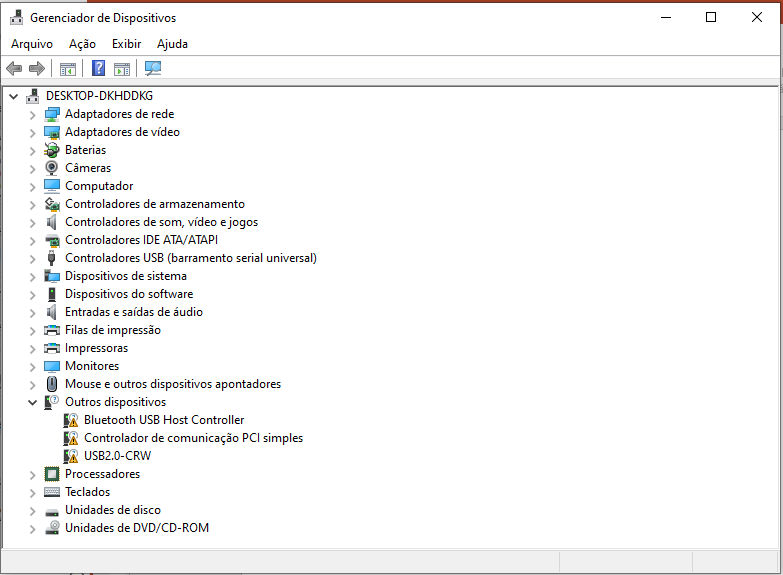 Gerenciador de Dispositivos
Arquivo Ação Exibir Ajuda
DESKTOP-DKHDDKG
Adaptadores de rede
Adaptadores de vídeo
Baterias
Câmeras
Computador
Controladores de armazenamento
Controladores de som, vídeo e jogos
Controladores IDE ATA/ATAPI
Controladores USB (barramento serial universal)
Dispositivos de sistema
Dispositivos do software
Entradas e saídas de áudio
Filas de impressão
Impressoras
Monitores
Mouse e outros dispositivos apontadores
Outros dispositivos
Bluetooth USB Host Controller
Controlador de comunicação PCI simples
USB2.0-CRW
Processadores
Teclados
Unidades de disco
Unidades de DVD/CD-ROM